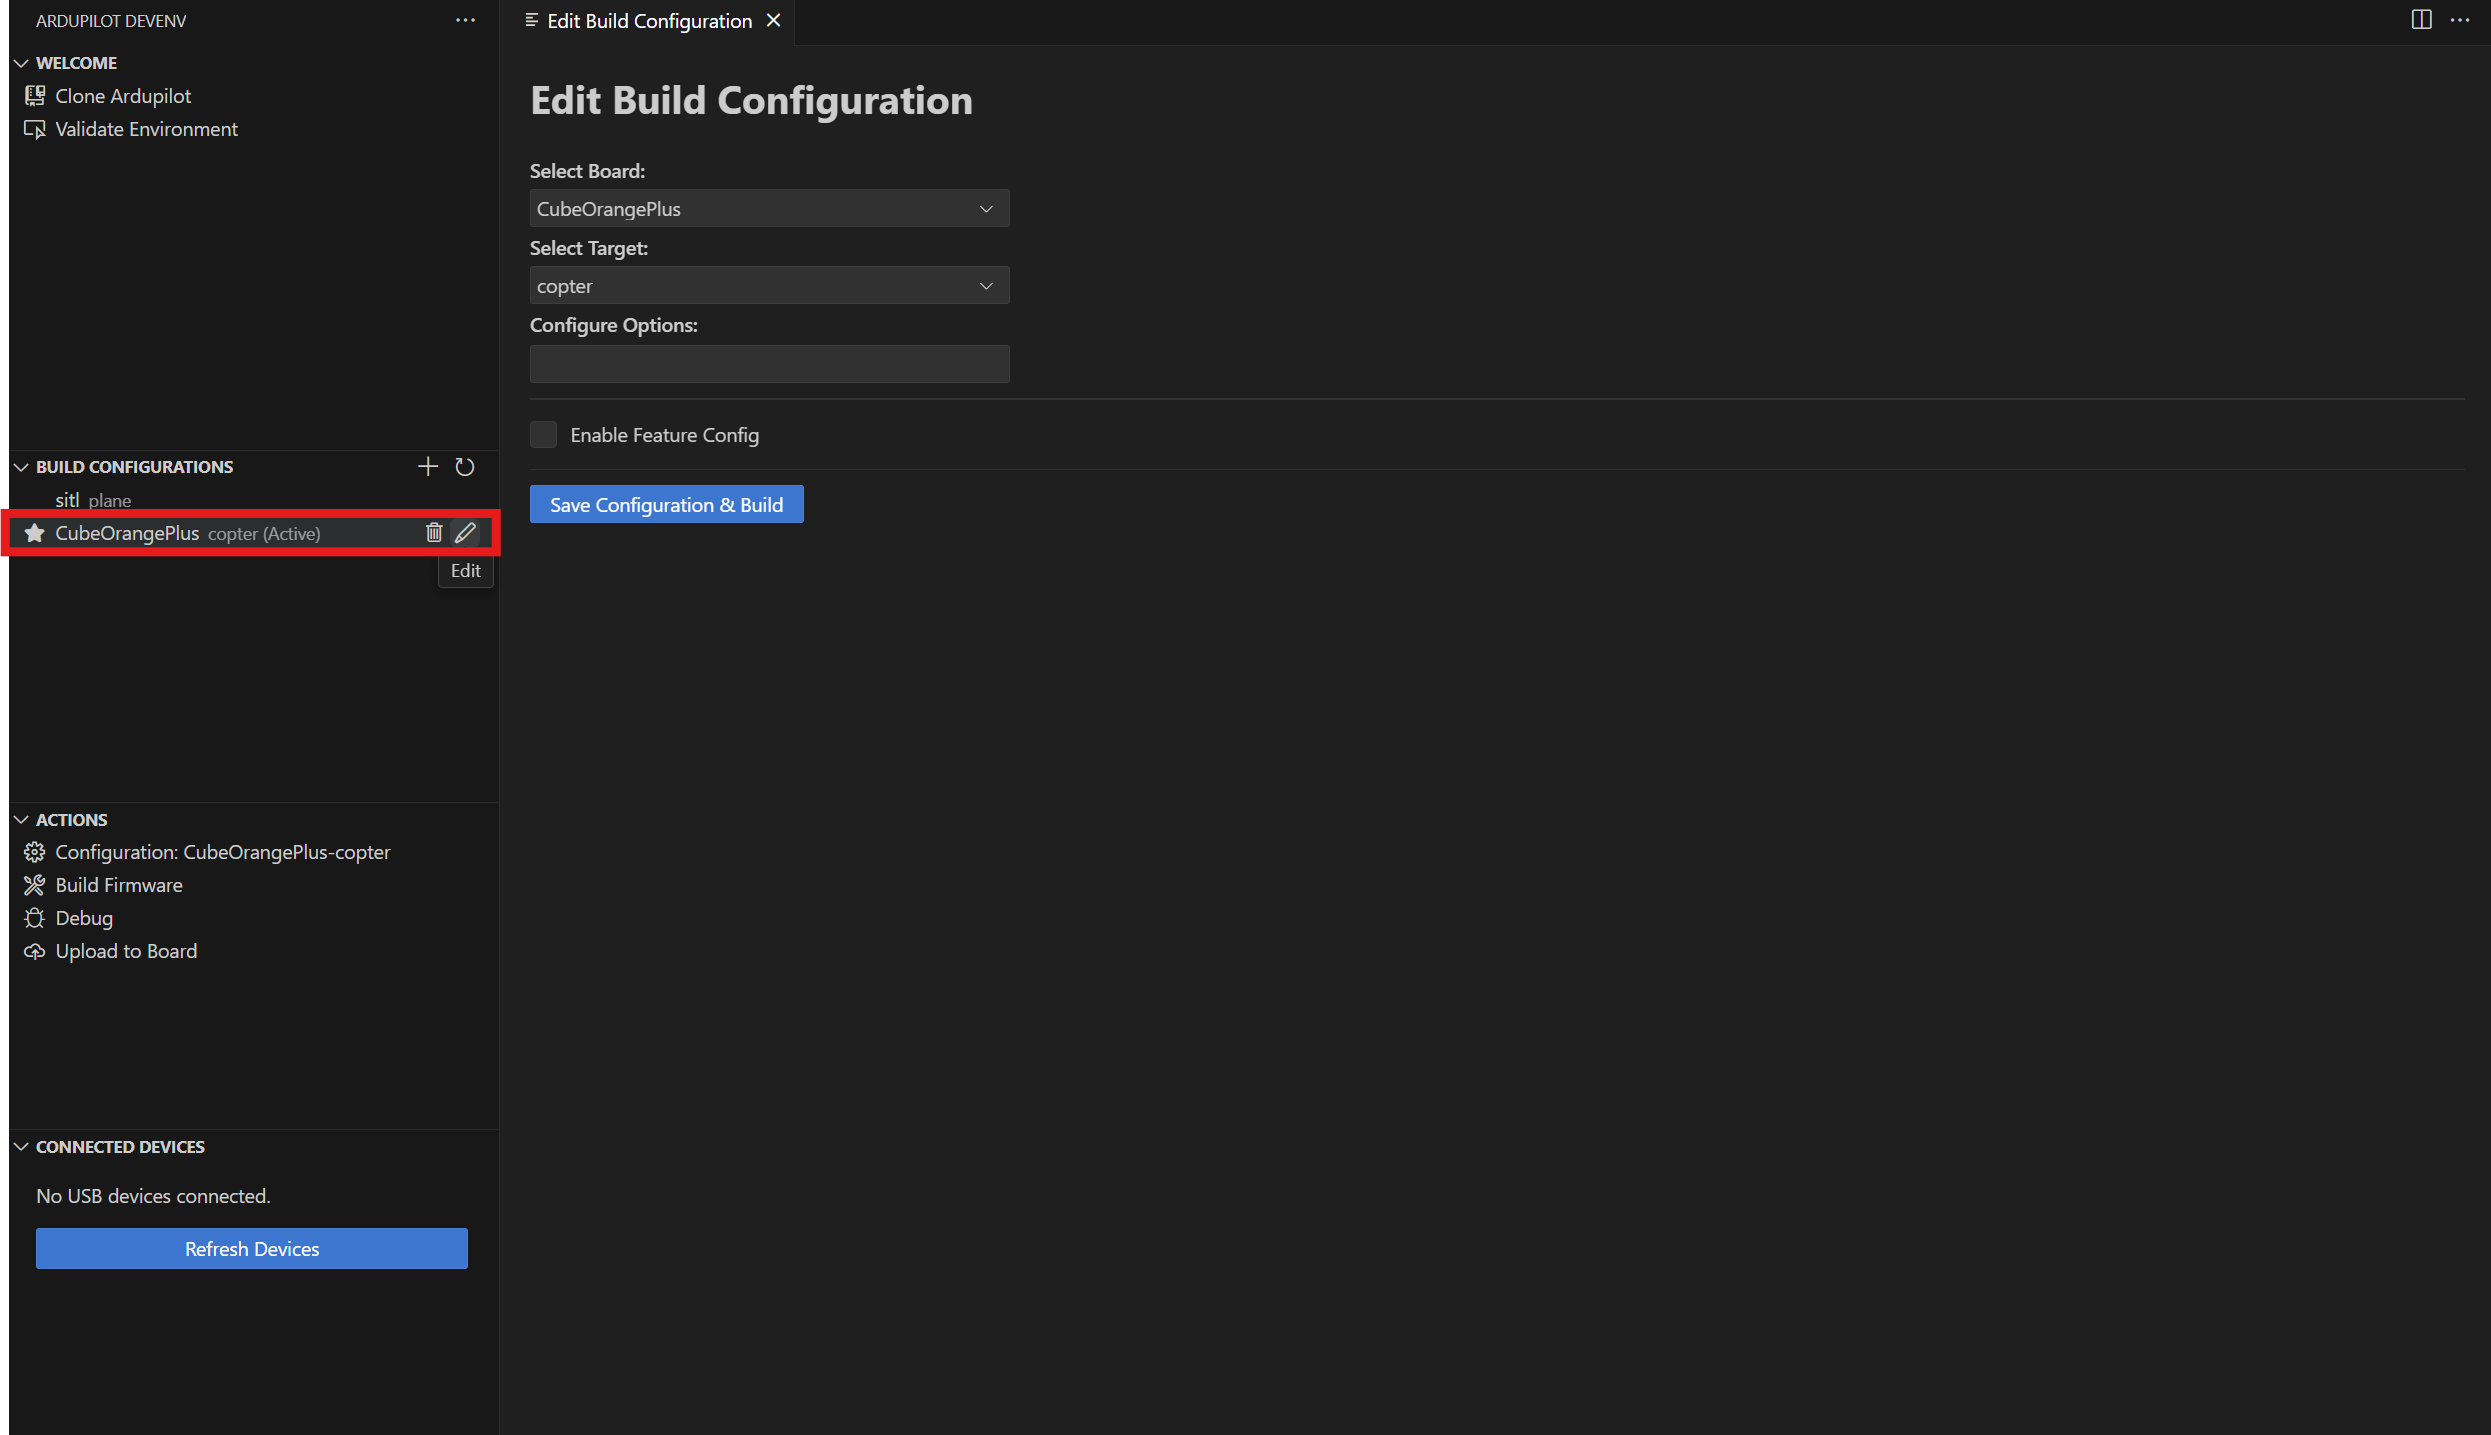 ARDUPILOT DEVENV
WELCOME
Clone Ardupilot
Validate Environment
BUILD CONFIGURATIONS
sitl plane
CubeOrangePlus copter (Active)
Edit
ACTIONS
Configuration: CubeOrangePlus-copter
Build Firmware
Debug
Upload to Board
CONNECTED DEVICES
No USB devices connected.
Refresh Devices
Edit Build Configuration
Edit Build Configuration
Select Board:
CubeOrangePlus
Select Target:
copter
Configure Options:
Enable Feature Config
Save Configuration & Build